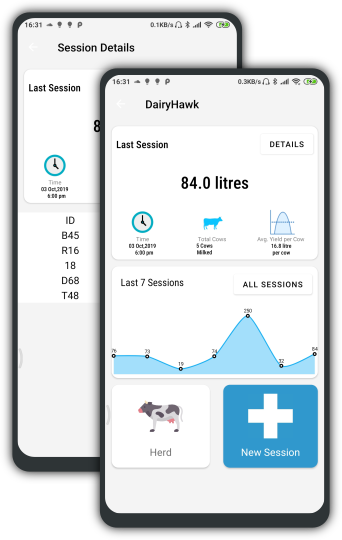 16:31
0.1KB/s
Session Details
Last Session
8
Time
03 Oct,2019
6:00 pm
ID
B45
R16
18
D68
T48
16:31
0.3KB/s
DairyHawk
Last Session
DETAILS
84.0 litres
Time
03 Oct,2019
6:00 pm
Total Cows
5 Cows
Milked
Avg. Yield per Cow
16.8 litre
per cow
Last 7 Sessions
ALL SESSIONS
76
73
19
74
250
32
84
Herd
New Session